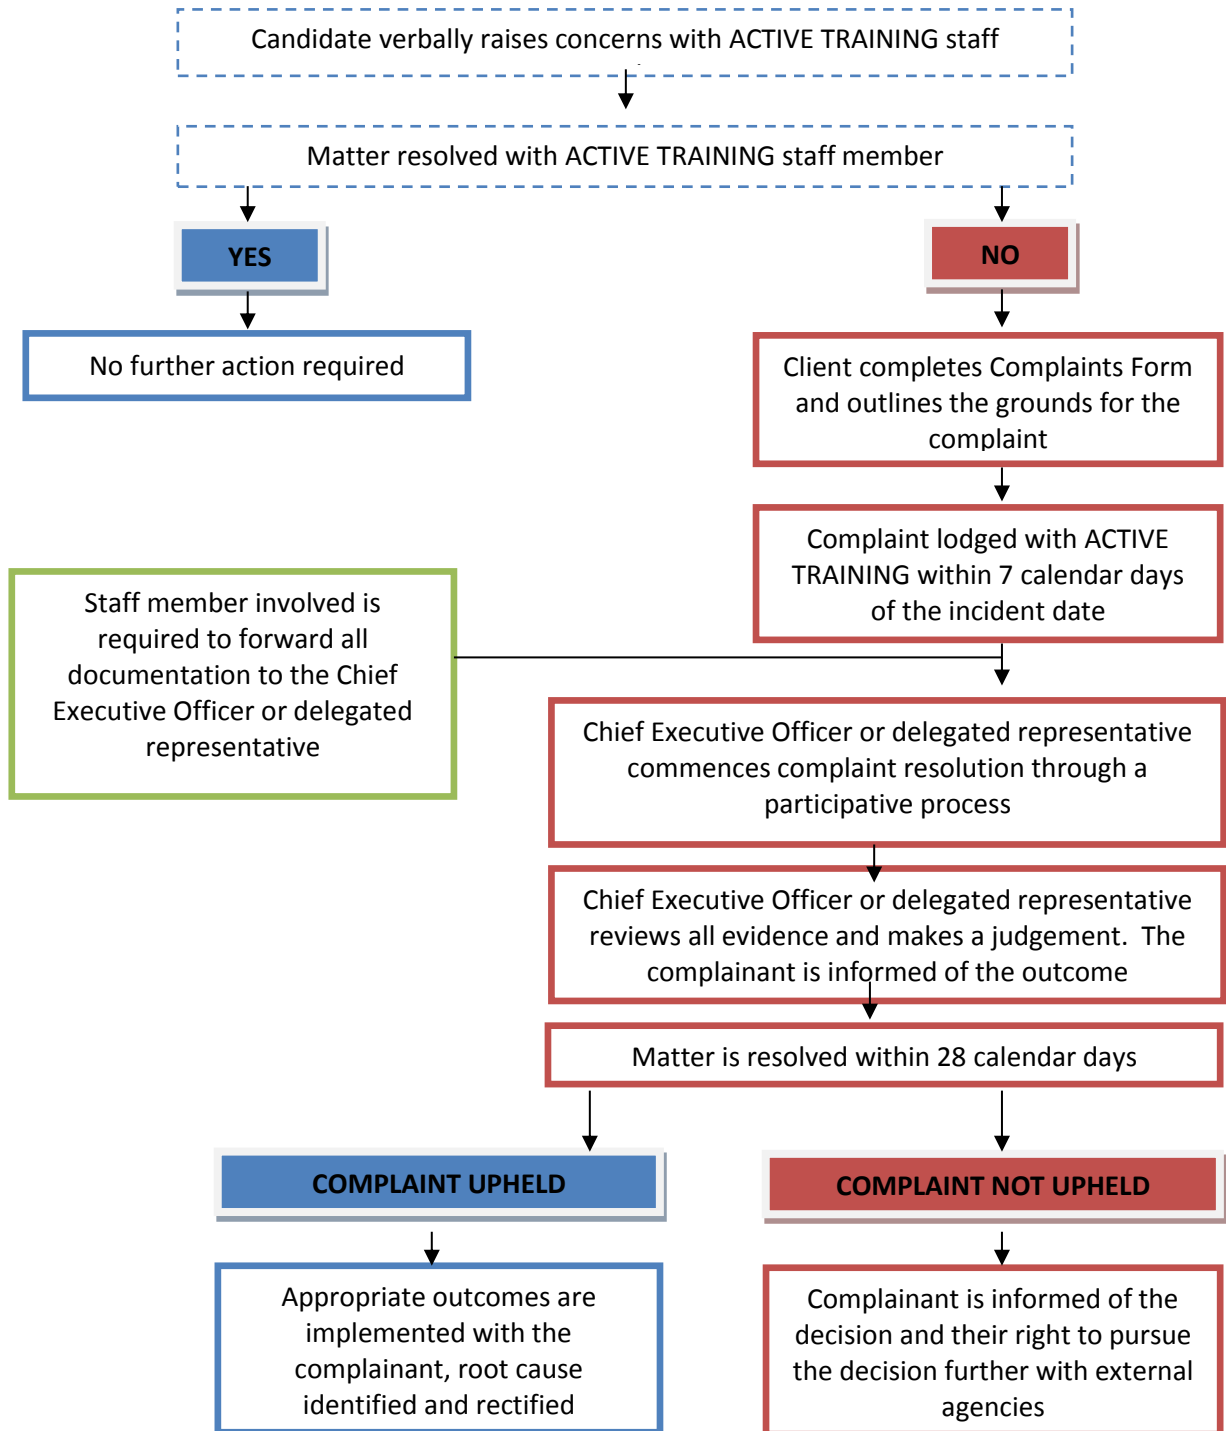 Candidate verbally raises concerns with ACTIVE TRAINING staff
Matter resolved with ACTIVE TRAINING staff member
YES
NO
No further action required
Client completes Complaints Form
and outlines the grounds for the
complaint
Complaint lodged with ACTIVE
TRAINING within 7 calendar days
of the incident date
Staff member involved is
required to forward all
documentation to the Chief
Executive Officer or delegated
representative
Chief Executive Officer or delegated representative
commences complaint resolution through a
participative process
Chief Executive Officer or delegated representative
reviews all evidence and makes a judgement.  The
complainant is informed of the outcome
Matter is resolved within 28 calendar days
COMPLAINT UPHELD
COMPLAINT NOT UPHELD
Appropriate outcomes are
implemented with the
complainant, root cause
identified and rectified
Complainant is informed of the
decision and their right to pursue
the decision further with external
agencies